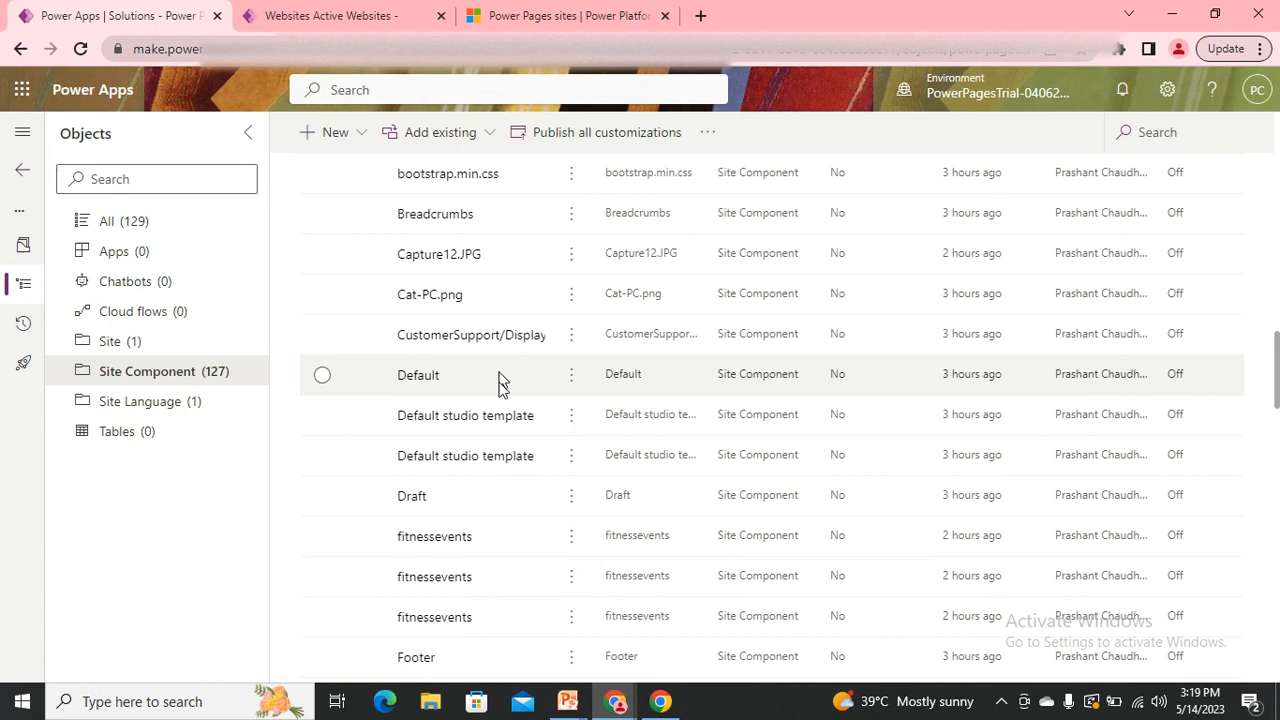 Power Apps | Solutions - Power P
Websites Active Websites -
Power Pages sites | Power Platfor
make.power
Update
Power Apps
Search
Environment
PowerPagesTrial-04062...
PC
Objects
New
Add existing
Publish all customizations
Search
Search
All (129)
Apps (0)
Chatbots (0)
Cloud flows (0)
Site (1)
Site Component (127)
Site Language (1)
Tables (0)
bootstrap.min.css bootstrap.min.css Site Component No 3 hours ago Prashant Chaudh... Off
Breadcrumbs Breadcrumbs Site Component No 3 hours ago Prashant Chaudh... Off
Capture12.JPG Capture12.JPG Site Component No 2 hours ago Prashant Chaudh... Off
Cat-PC.png Cat-PC.png Site Component No 3 hours ago Prashant Chaudh... Off
CustomerSupport/Display CustomerSuppor... Site Component No 3 hours ago Prashant Chaudh... Off
Default Default Site Component No 3 hours ago Prashant Chaudh... Off
Default studio template Default studio te... Site Component No 3 hours ago Prashant Chaudh... Off
Default studio template Default studio te... Site Component No 3 hours ago Prashant Chaudh... Off
Draft Draft Site Component No 3 hours ago Prashant Chaudh... Off
fitnessevents fitnessevents Site Component No 2 hours ago Prashant Chaudh... Off
fitnessevents fitnessevents Site Component No 2 hours ago Prashant Chaudh... Off
fitnessevents fitnessevents Site Component No 2 hours ago Prashant Chaudh... Off
Footer Footer Site Component No 3 hours ago Prashant Chaudh... Off
Activate Windows
Go to Settings to activate Windows.
Type here to search
39°C Mostly sunny
3:19 PM
5/14/2023
2